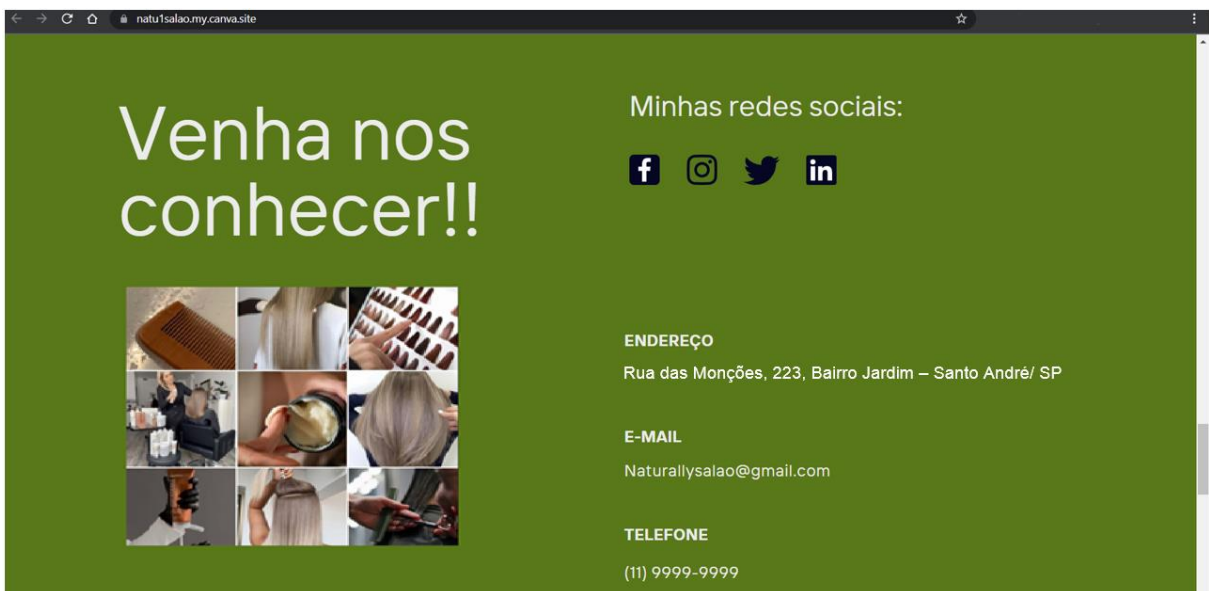 natu1salao.my.canva.site
Venha nos
conhecer!!
Minhas redes sociais:
ENDEREÇO
Rua das Monções, 223, Bairro Jardim – Santo André/ SP
E-MAIL
Naturallysalao@gmail.com
TELEFONE
(11) 9999-9999